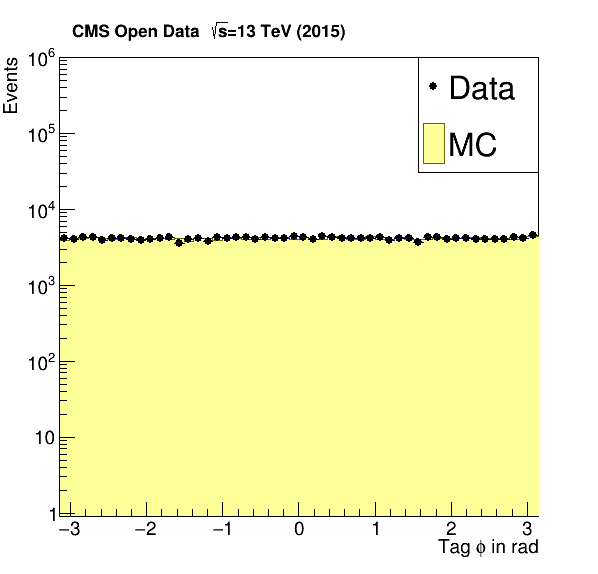 CMS Open Data √s=13 TeV (2015)
Events
Data
MC
10⁶
10⁵
10⁴
10³
10²
10
1
−3 −2 −1 0 1 2 3
Tag ϕ in rad